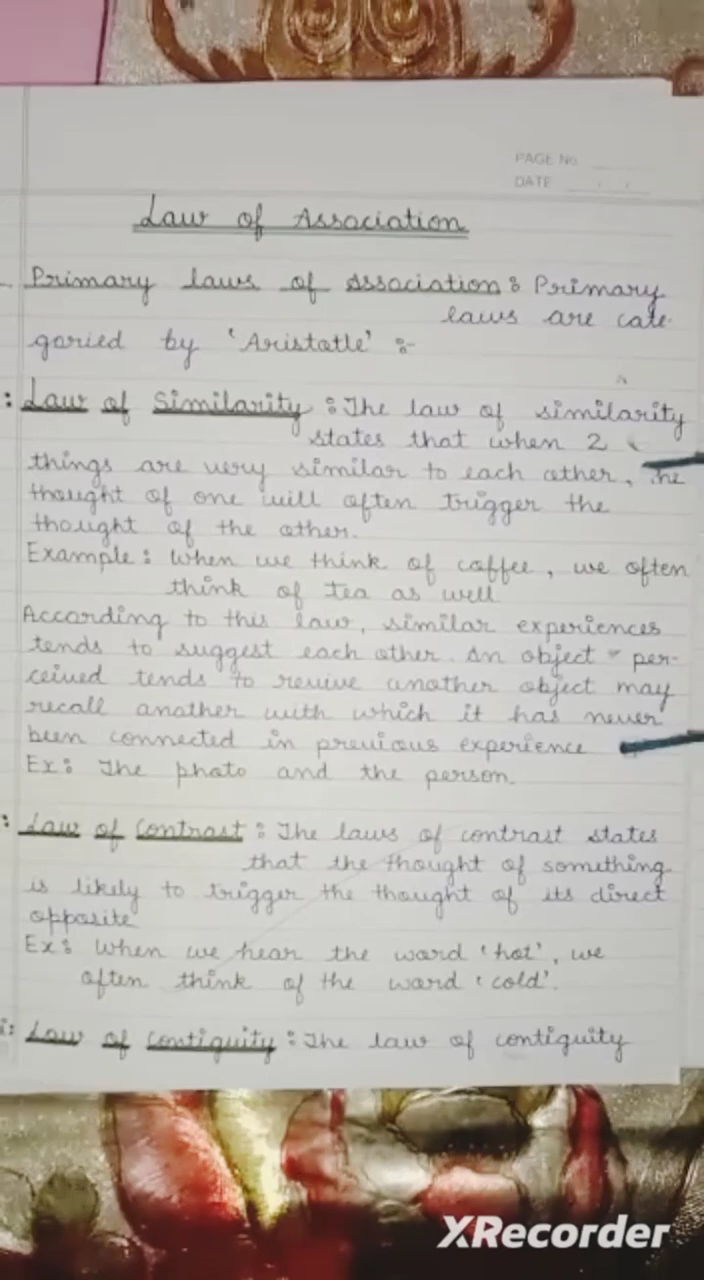 PAGE No
DATE
Law of Association
Primary laws of Association : Primary
laws are cate-
goried by 'Aristatle' :-
: Law of Similarity : The law of similarity
states that when 2
things are very similar to each other, the
thought of one will often trigger the
thought of the other.
Example : When we think of coffee, we often
think of Tea as well
According to this law, similar experiences
tends to suggest each other. An object per-
ceived tends to revive another object may
recall another with which it has never
been connected in previous experience
Ex : The photo and the person.
: Law of Contrast : The laws of contrast states
that the thought of something
is likely to trigger the thought of its direct
opposite
Ex : When we hear the word 'hot', we
often think of the word 'cold'.
i: Law of Contiguity : The law of contiguity
XRecorder